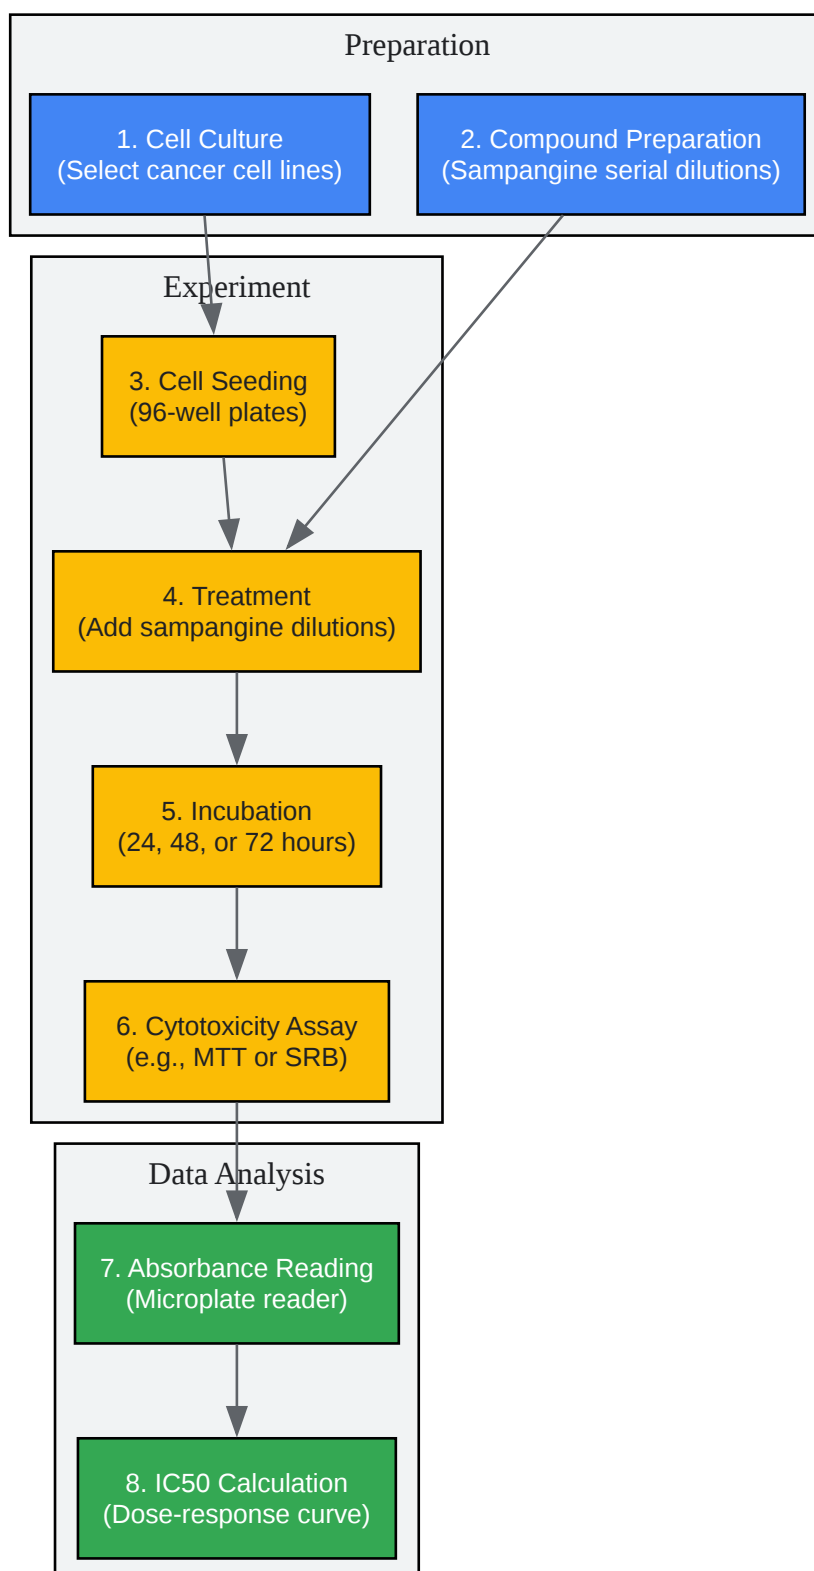 Preparation
1. Cell Culture
(Select cancer cell lines)
2. Compound Preparation
(Sampangine serial dilutions)
Experiment
3. Cell Seeding
(96-well plates)
4. Treatment
(Add sampangine dilutions)
5. Incubation
(24, 48, or 72 hours)
6. Cytotoxicity Assay
(e.g., MTT or SRB)
Data Analysis
7. Absorbance Reading
(Microplate reader)
8. IC50 Calculation
(Dose-response curve)